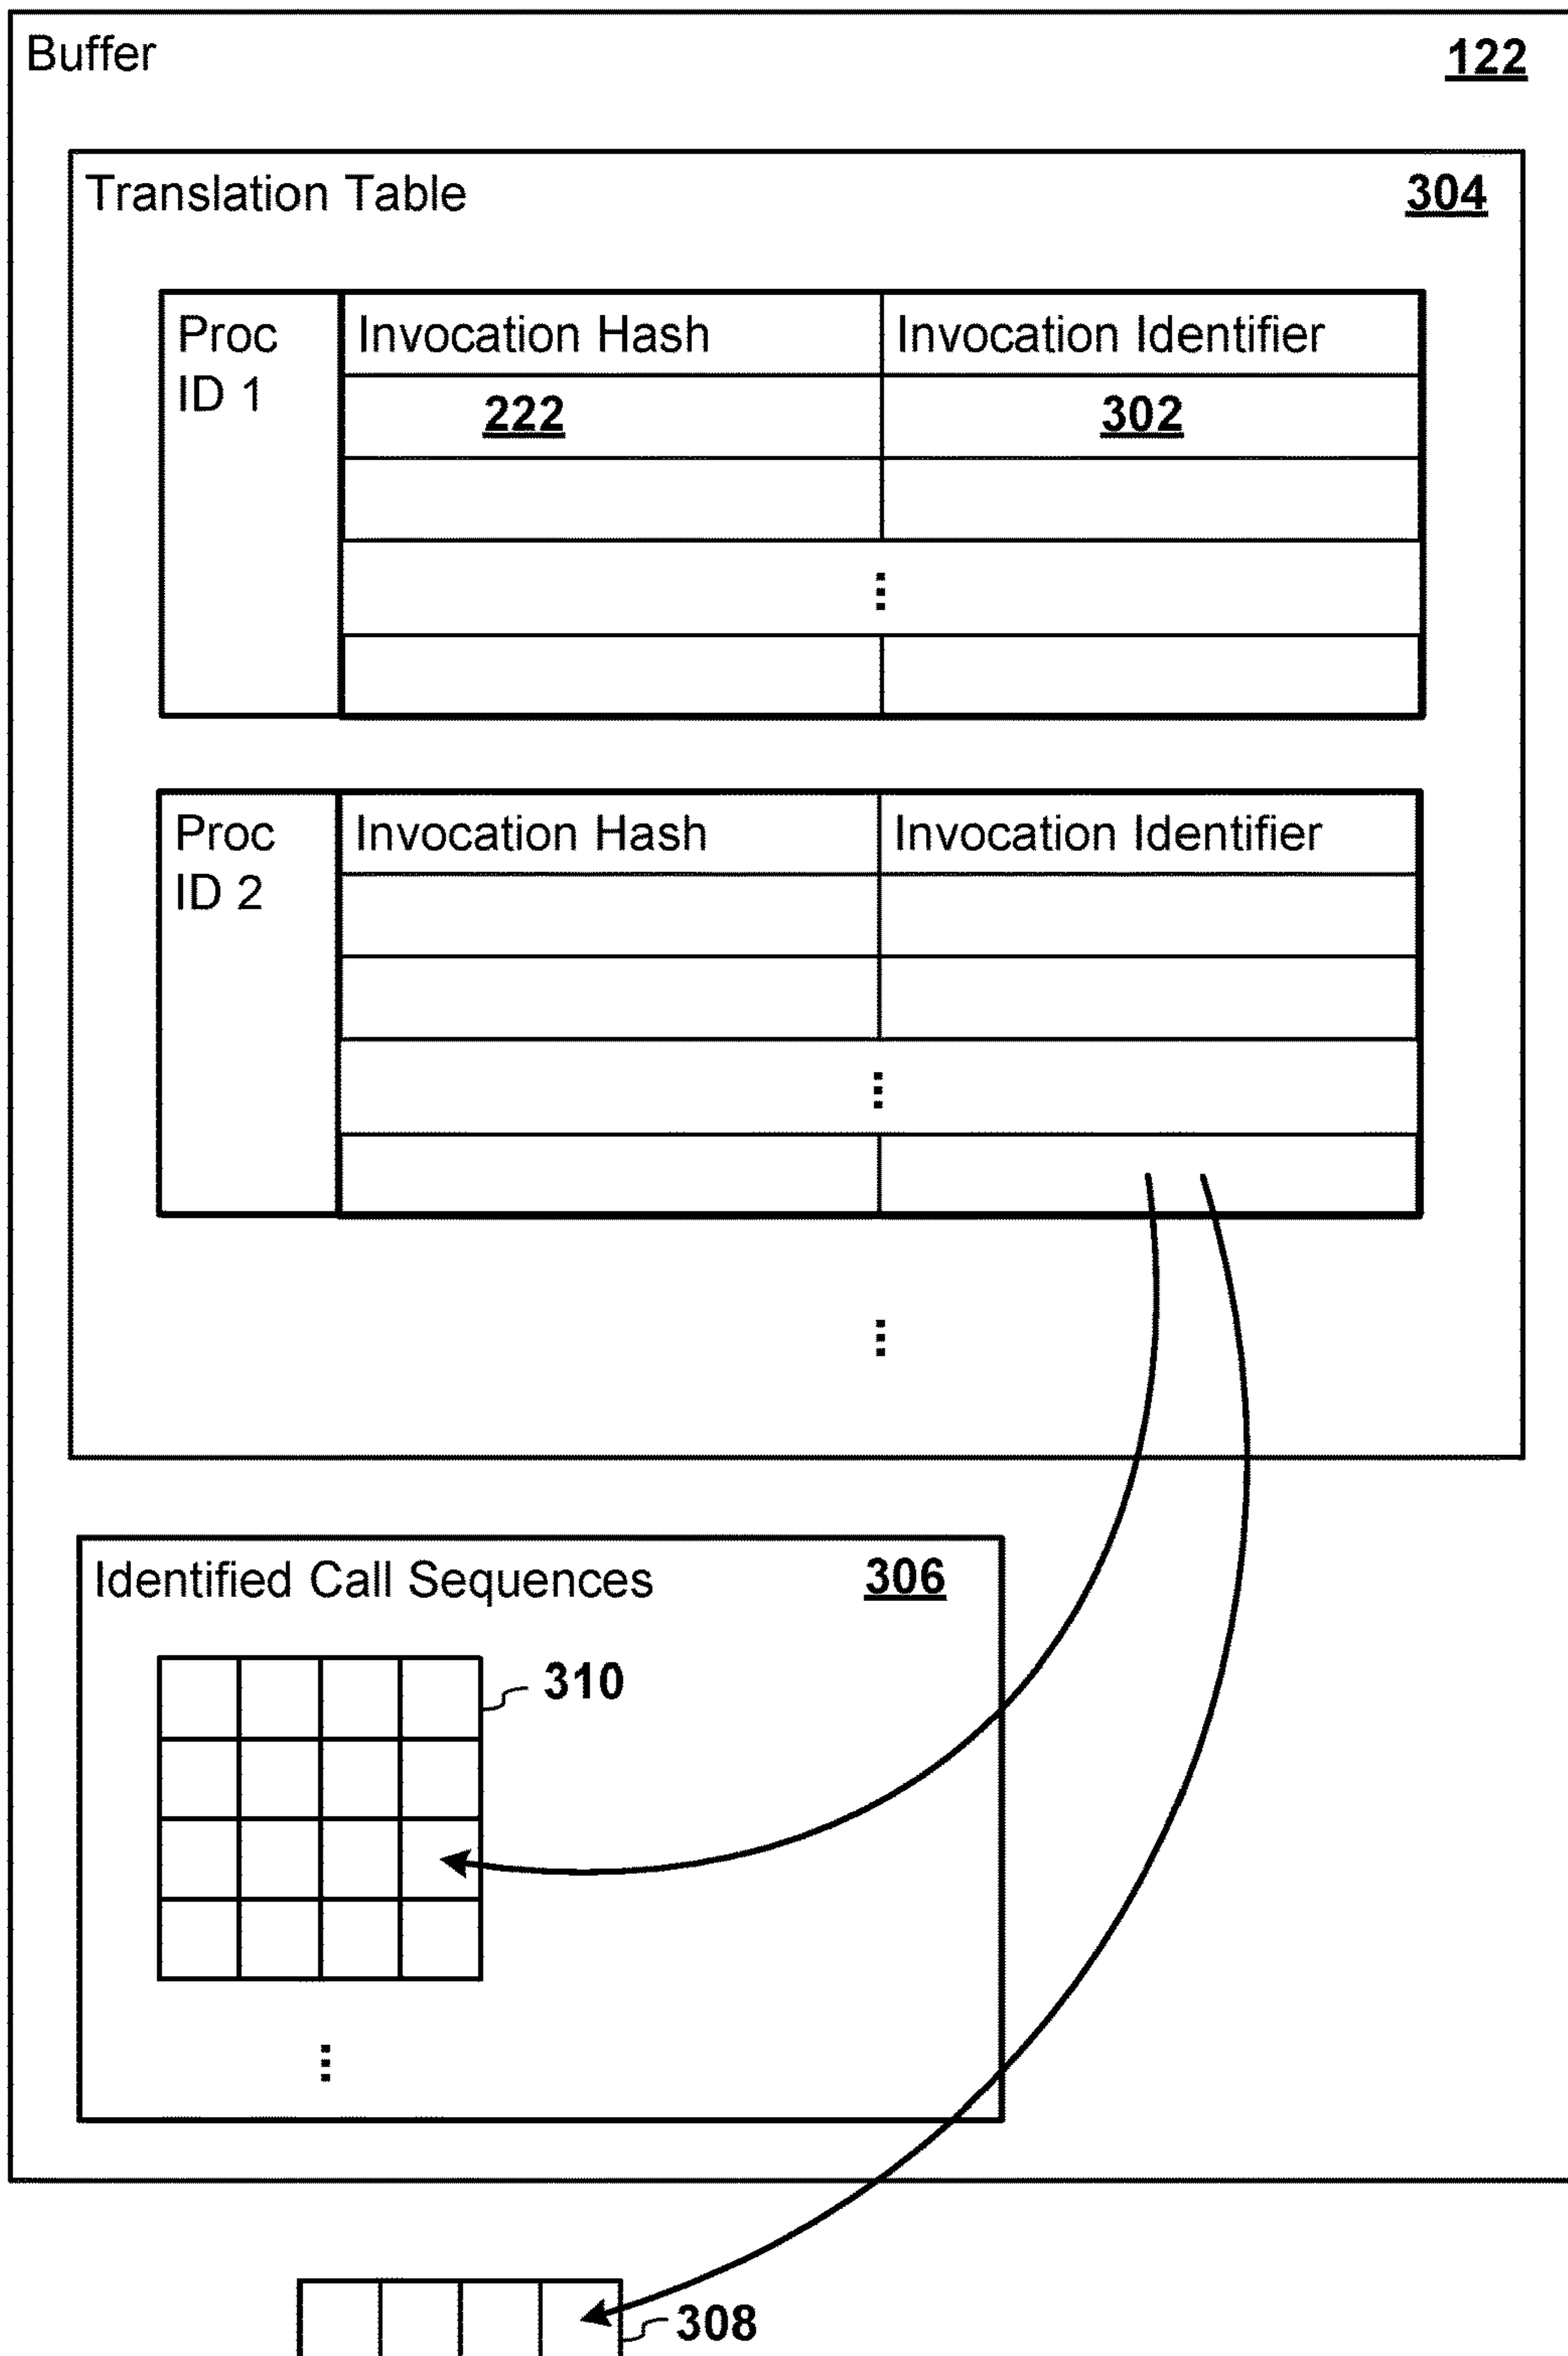 Buffer 122
Translation Table 304
Proc ID 1
Invocation Hash Invocation Identifier
222 302
Proc ID 2
Invocation Hash Invocation Identifier
Identified Call Sequences 306
310
308